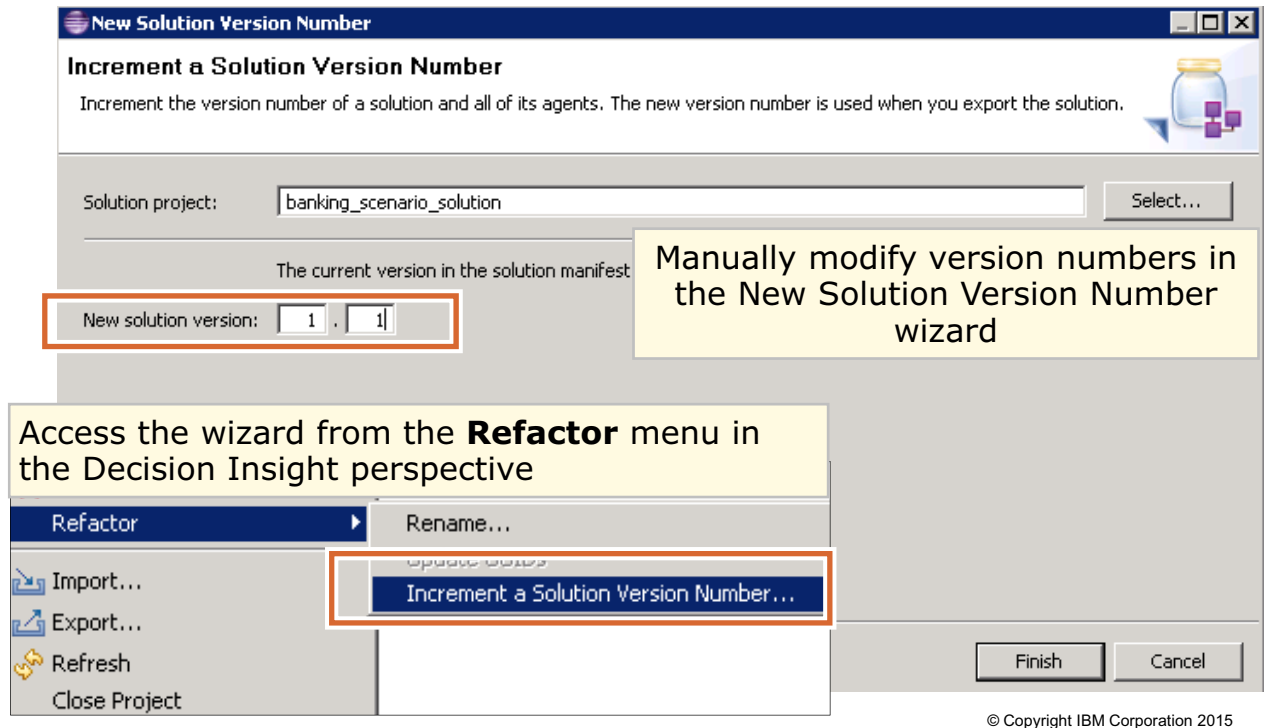 New Solution Version Number
Increment a Solution Version Number
Increment the version number of a solution and all of its agents. The new version number is used when you export the solution.
Solution project: banking_scenario_solution Select...
The current version in the solution manifest
Manually modify version numbers in
the New Solution Version Number
wizard
New solution version: 1 . 1
Access the wizard from the Refactor menu in
the Decision Insight perspective
Refactor Rename...
Import... Increment a Solution Version Number...
Export...
Refresh
Close Project
Finish Cancel
© Copyright IBM Corporation 2015